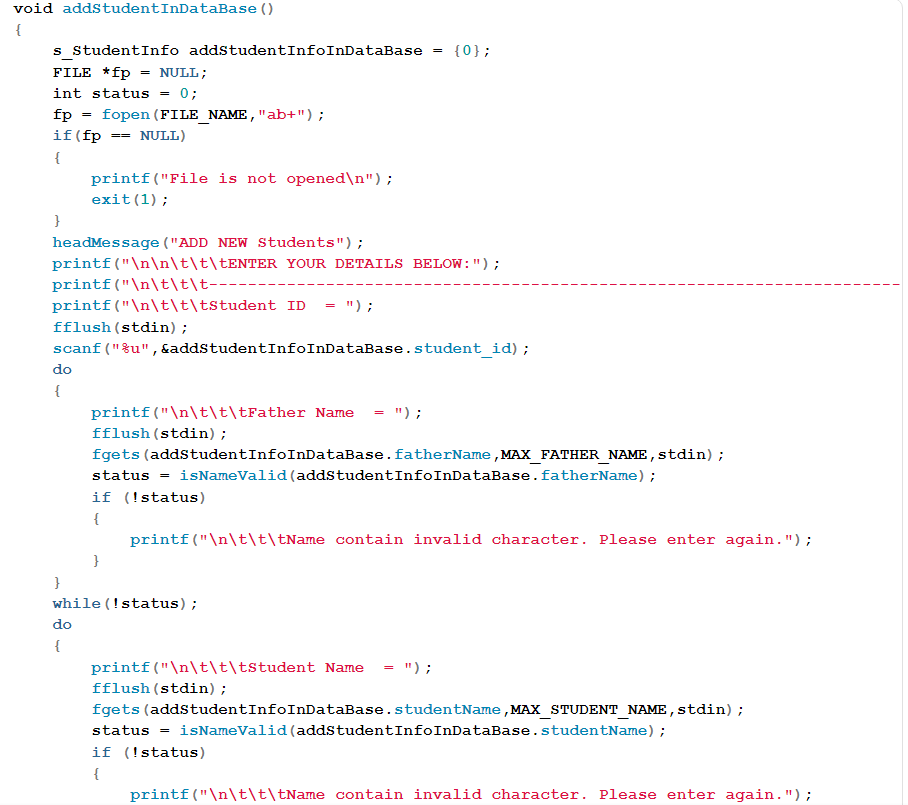 void addStudentInDataBase()
{
    s_StudentInfo addStudentInfoInDataBase = {0};
    FILE *fp = NULL;
    int status = 0;
    fp = fopen(FILE_NAME,"ab+");
    if(fp == NULL)
    {
        printf("File is not opened\n");
        exit(1);
    }
    headMessage("ADD NEW Students");
    printf("\n\n\t\t\tENTER YOUR DETAILS BELOW:");
    printf("\n\t\t\t-----------------------------------------------------------------------
    printf("\n\t\t\tStudent ID  = ");
    fflush(stdin);
    scanf("%u",&addStudentInfoInDataBase.student_id);
    do
    {
        printf("\n\t\t\tFather Name  = ");
        fflush(stdin);
        fgets(addStudentInfoInDataBase.fatherName,MAX_FATHER_NAME,stdin);
        status = isNameValid(addStudentInfoInDataBase.fatherName);
        if (!status)
        {
            printf("\n\t\t\tName contain invalid character. Please enter again.");
        }
    }
    while(!status);
    do
    {
        printf("\n\t\t\tStudent Name  = ");
        fflush(stdin);
        fgets(addStudentInfoInDataBase.studentName,MAX_STUDENT_NAME,stdin);
        status = isNameValid(addStudentInfoInDataBase.studentName);
        if (!status)
        {
            printf("\n\t\t\tName contain invalid character. Please enter again.");